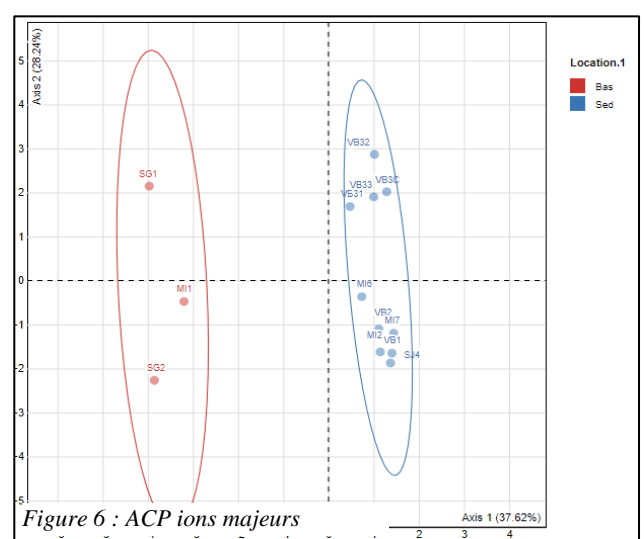 Axis 2 (28.24%)
5
4
3
2
1
0
-1
-2
-3
-4
-5
SG1
MI1
SG2
VB32
VB33
VB3C
VB31
MI6
VB2
MI7
MI2
VB1
SJ4
Location.1
Bas
Sed
Figure 6 : ACP ions majeurs
Axis 1 (37.62%)
2
3
4